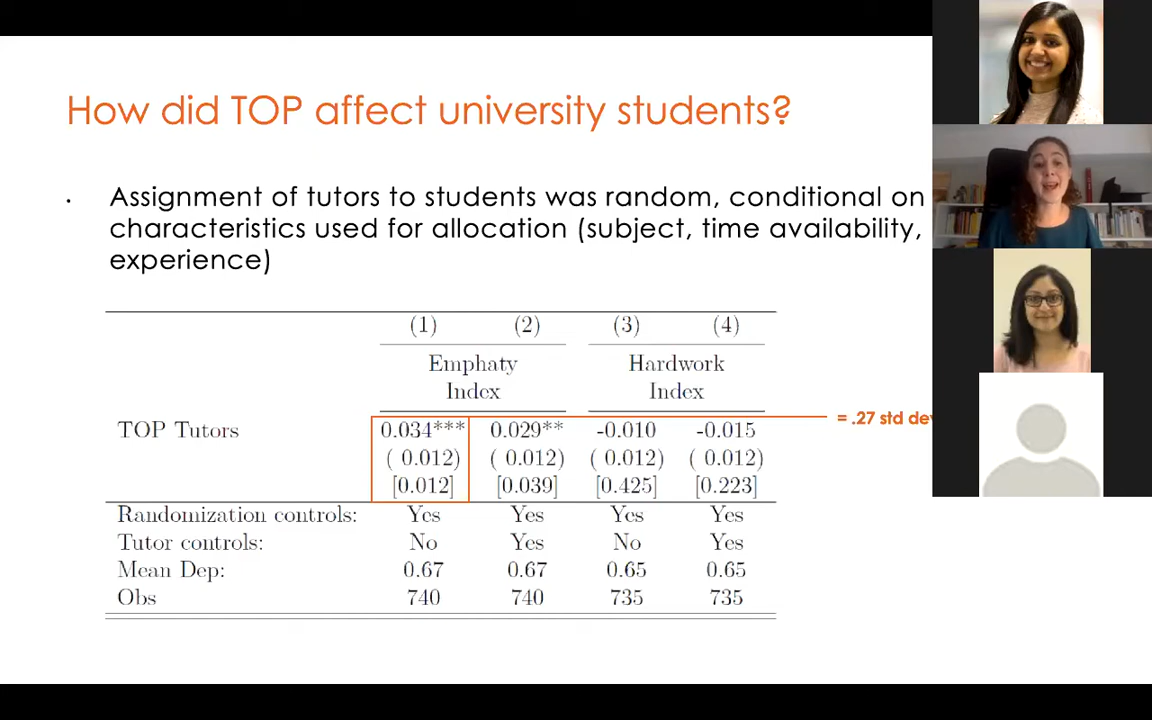 How did TOP affect university students?
• Assignment of tutors to students was random, conditional on
characteristics used for allocation (subject, time availability,
experience)
(1) (2) (3) (4)
Emphaty Hardwork
Index Index
= .27 std de
TOP Tutors 0.034*** 0.029** -0.010 -0.015
( 0.012) ( 0.012) ( 0.012) ( 0.012)
[0.012] [0.039] [0.425] [0.223]
Randomization controls: Yes Yes Yes Yes
Tutor controls: No Yes No Yes
Mean Dep: 0.67 0.67 0.65 0.65
Obs 740 740 735 735